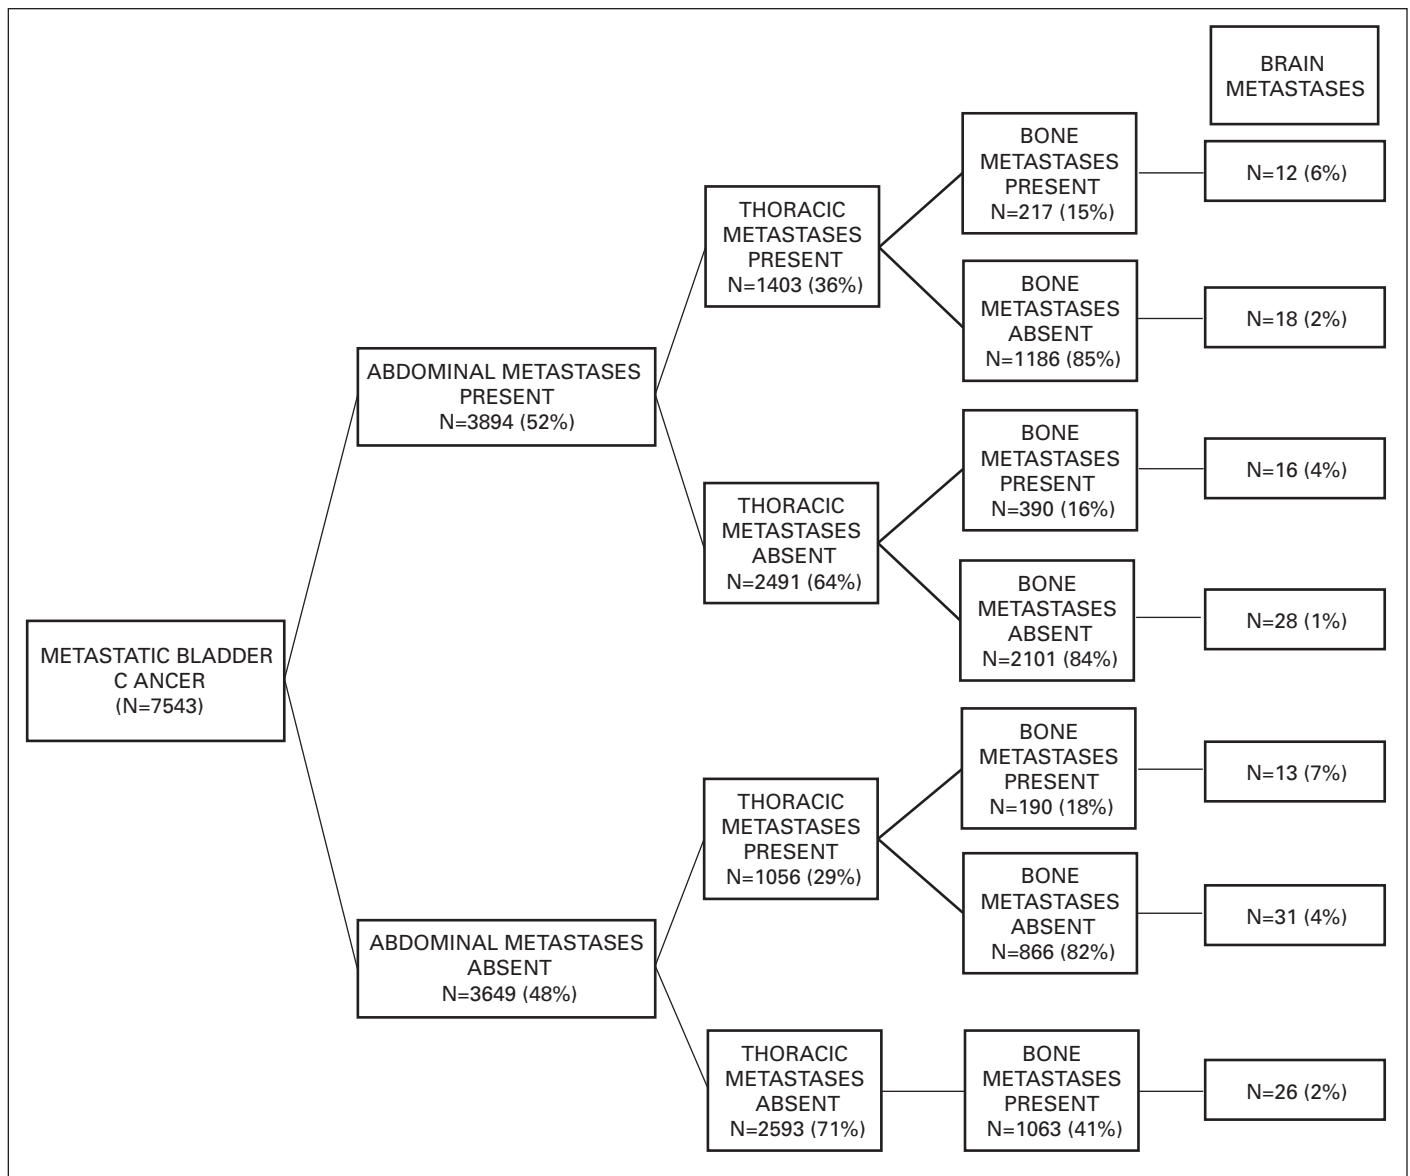 BRAIN
METASTASES
METASTATIC BLADDER
C ANCER
(N=7543)
ABDOMINAL METASTASES
PRESENT
N=3894 (52%)
THORACIC
METASTASES
PRESENT
N=1403 (36%)
BONE
METASTASES
PRESENT
N=217 (15%)
N=12 (6%)
BONE
METASTASES
ABSENT
N=1186 (85%)
N=18 (2%)
THORACIC
METASTASES
ABSENT
N=2491 (64%)
BONE
METASTASES
PRESENT
N=390 (16%)
N=16 (4%)
BONE
METASTASES
ABSENT
N=2101 (84%)
N=28 (1%)
ABDOMINAL METASTASES
ABSENT
N=3649 (48%)
THORACIC
METASTASES
PRESENT
N=1056 (29%)
BONE
METASTASES
PRESENT
N=190 (18%)
N=13 (7%)
BONE
METASTASES
ABSENT
N=866 (82%)
N=31 (4%)
THORACIC
METASTASES
ABSENT
N=2593 (71%)
BONE
METASTASES
PRESENT
N=1063 (41%)
N=26 (2%)